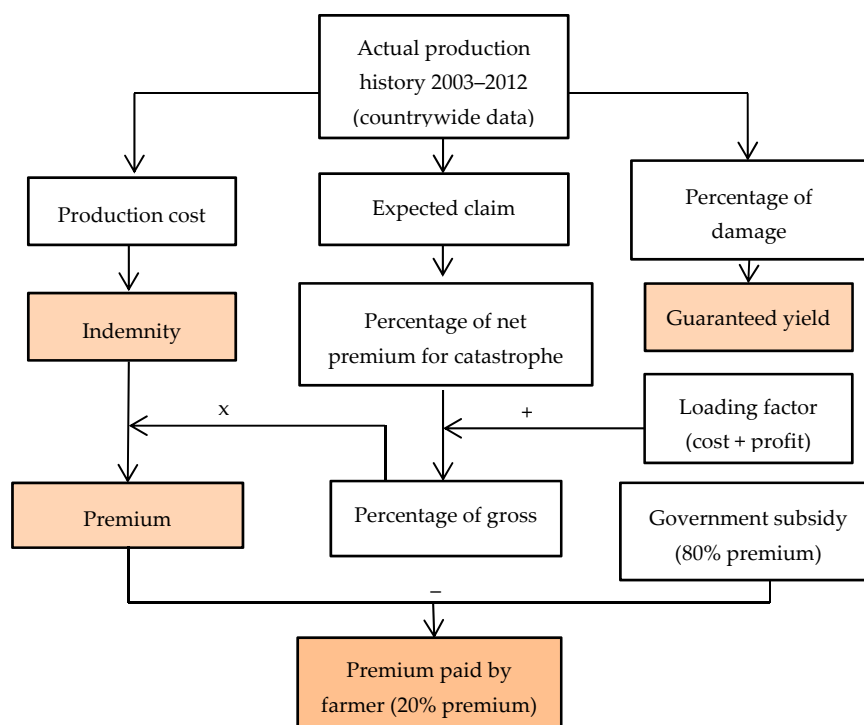 Actual production
history 2003–2012
(countrywide data)
Production cost
Expected claim
Percentage of
damage
Indemnity
Percentage of net
premium for catastrophe
Guaranteed yield
x
+
Loading factor
(cost + profit)
Premium
Percentage of gross
Government subsidy
(80% premium)
–
Premium paid by
farmer (20% premium)